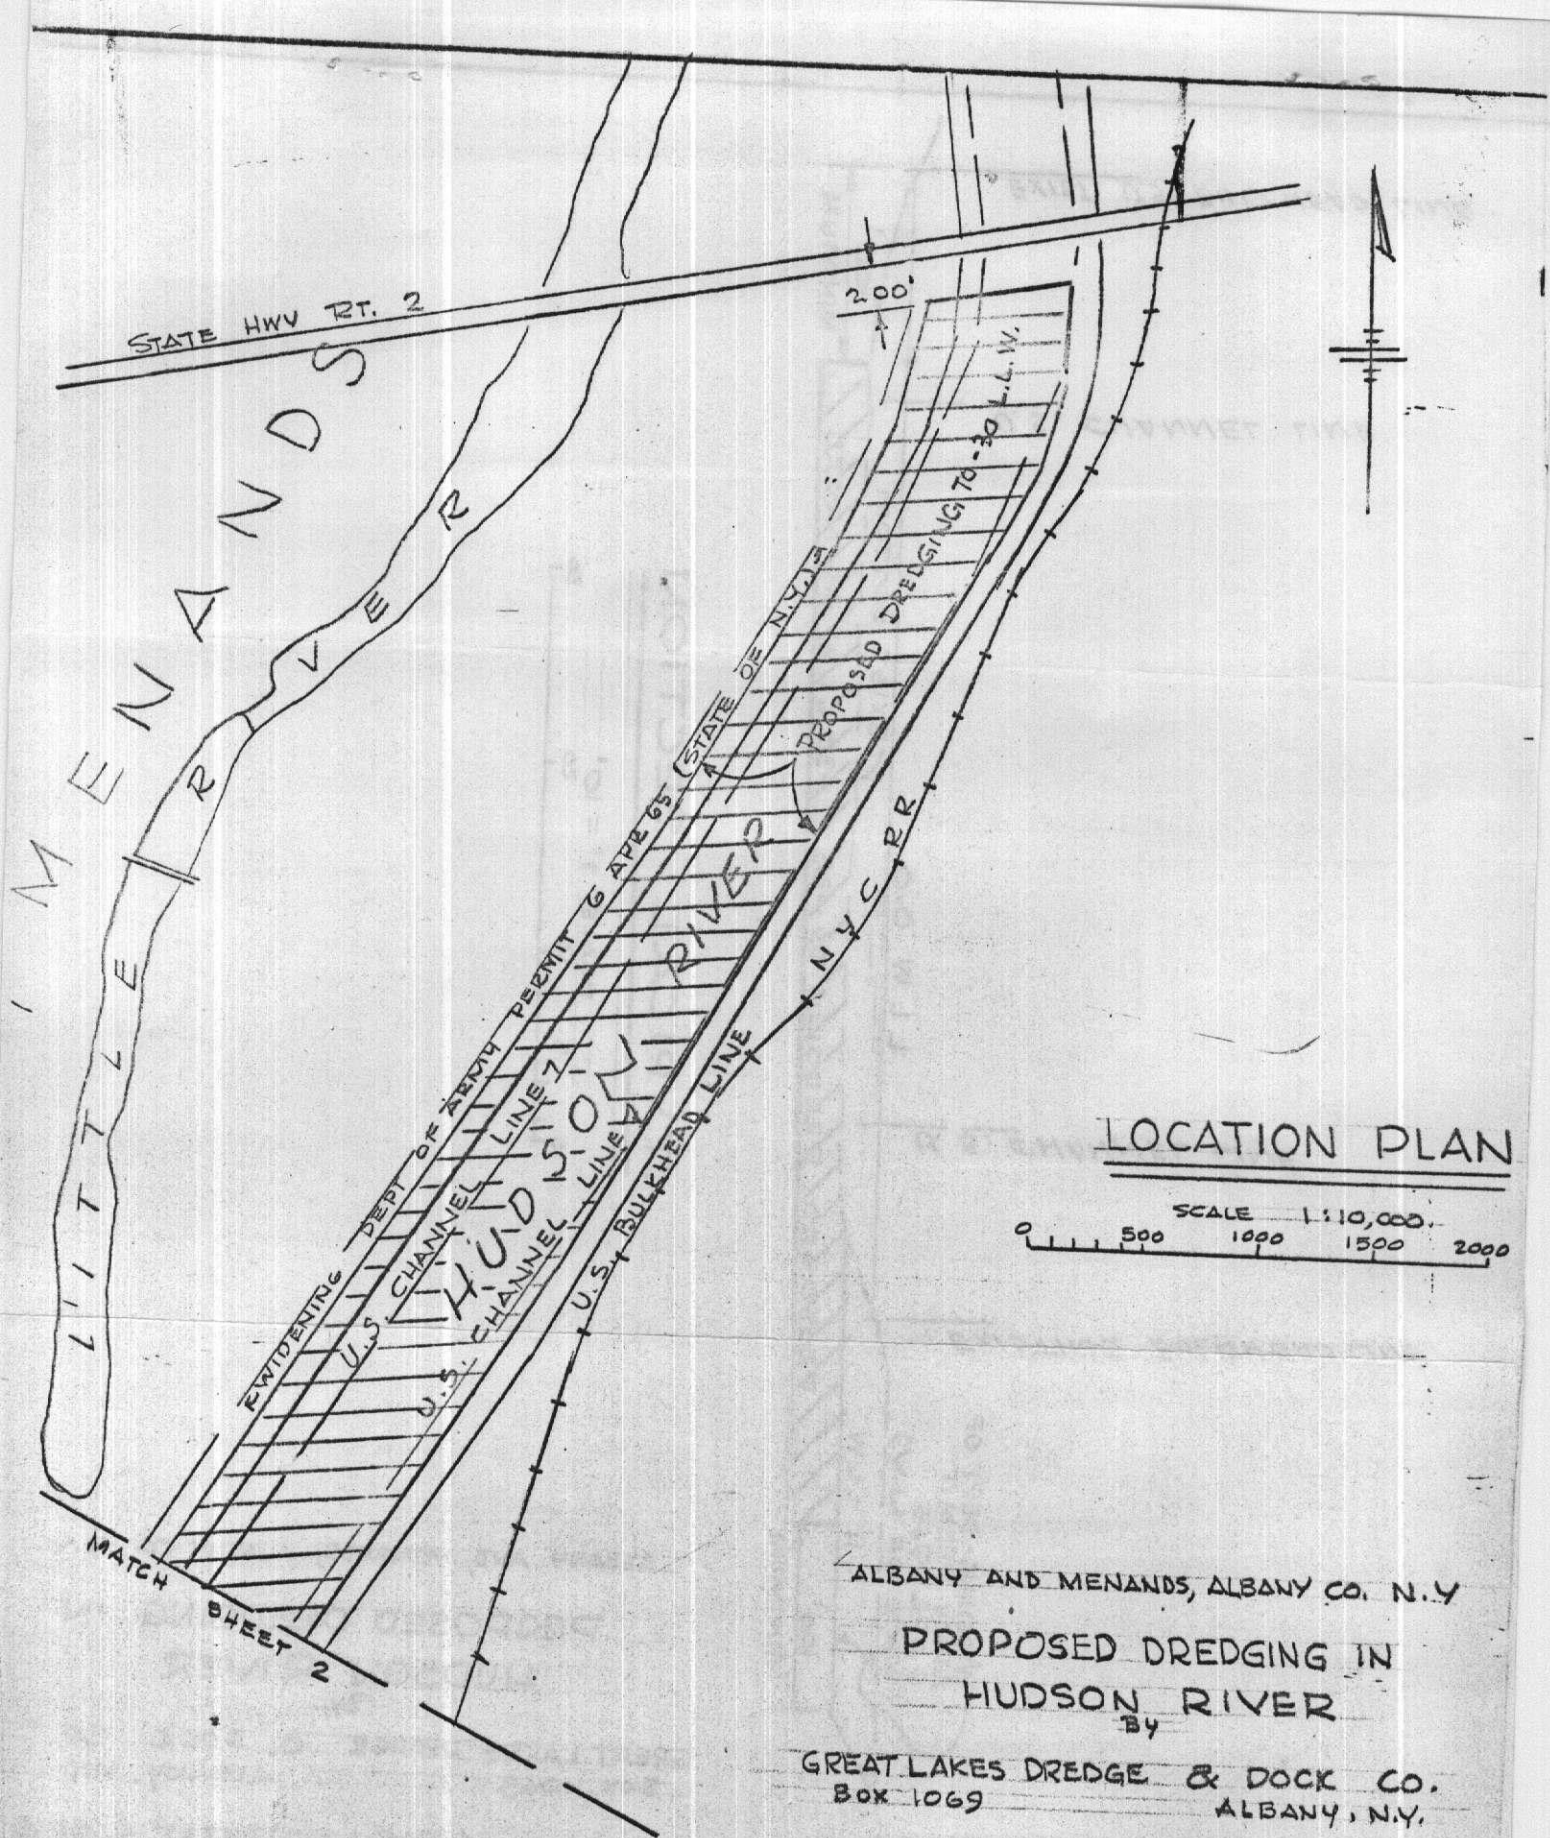 STATE HWY RT. 2
200'
MENANDS
LITTLE RIVER
PROPOSED DREDGING TO -30 L.L.W.
WIDENING DEPT OF ARMY PERMIT 6 APR 65 (STATE OF N.Y.)
HUDSON RIVER
U.S. CHANNEL LINE
U.S. CHANNEL LINE
U.S. BULKHEAD LINE
N Y C RR
MATCH SHEET 2
LOCATION PLAN
SCALE 1:10,000.
0 500 1000 1500 2000
ALBANY AND MENANDS, ALBANY CO. N.Y
PROPOSED DREDGING IN
HUDSON RIVER
BY
GREAT LAKES DREDGE & DOCK CO.
BOX 1069 ALBANY, N.Y.